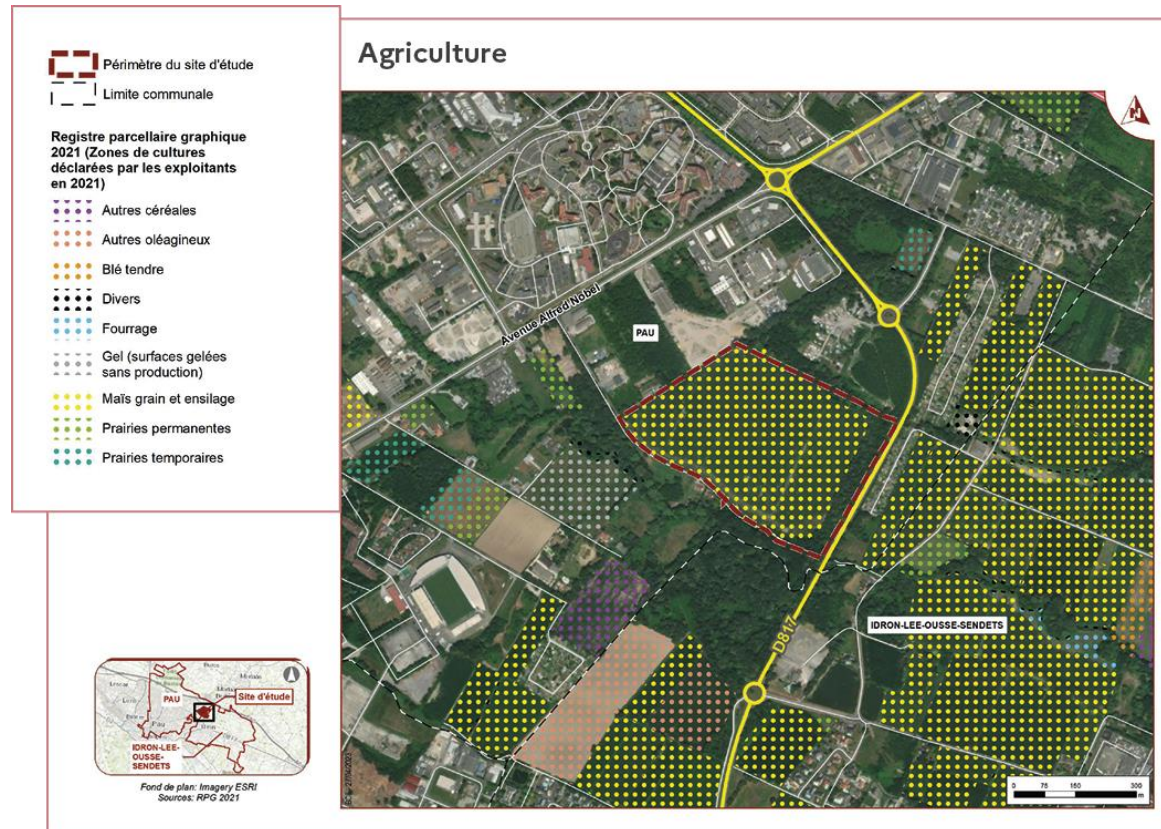 Agriculture
Périmètre du site d'étude
Limite communale
Registre parcellaire graphique
2021 (Zones de cultures
déclarées par les exploitants
en 2021)
Autres céréales
Autres oléagineux
Blé tendre
Divers
Fourrage
Gel (surfaces gelées
sans production)
Maïs grain et ensilage
Prairies permanentes
Prairies temporaires
Avenue Alfred Nobel
PAU
IDRON-LEE-OUSSE-SENDETS
D817
0 75 150 300
m
PAU
Site d'étude
IDRON-LEE-
OUSSE-
SENDETS
Fond de plan: Imagery ESRI
Sources: RPG 2021